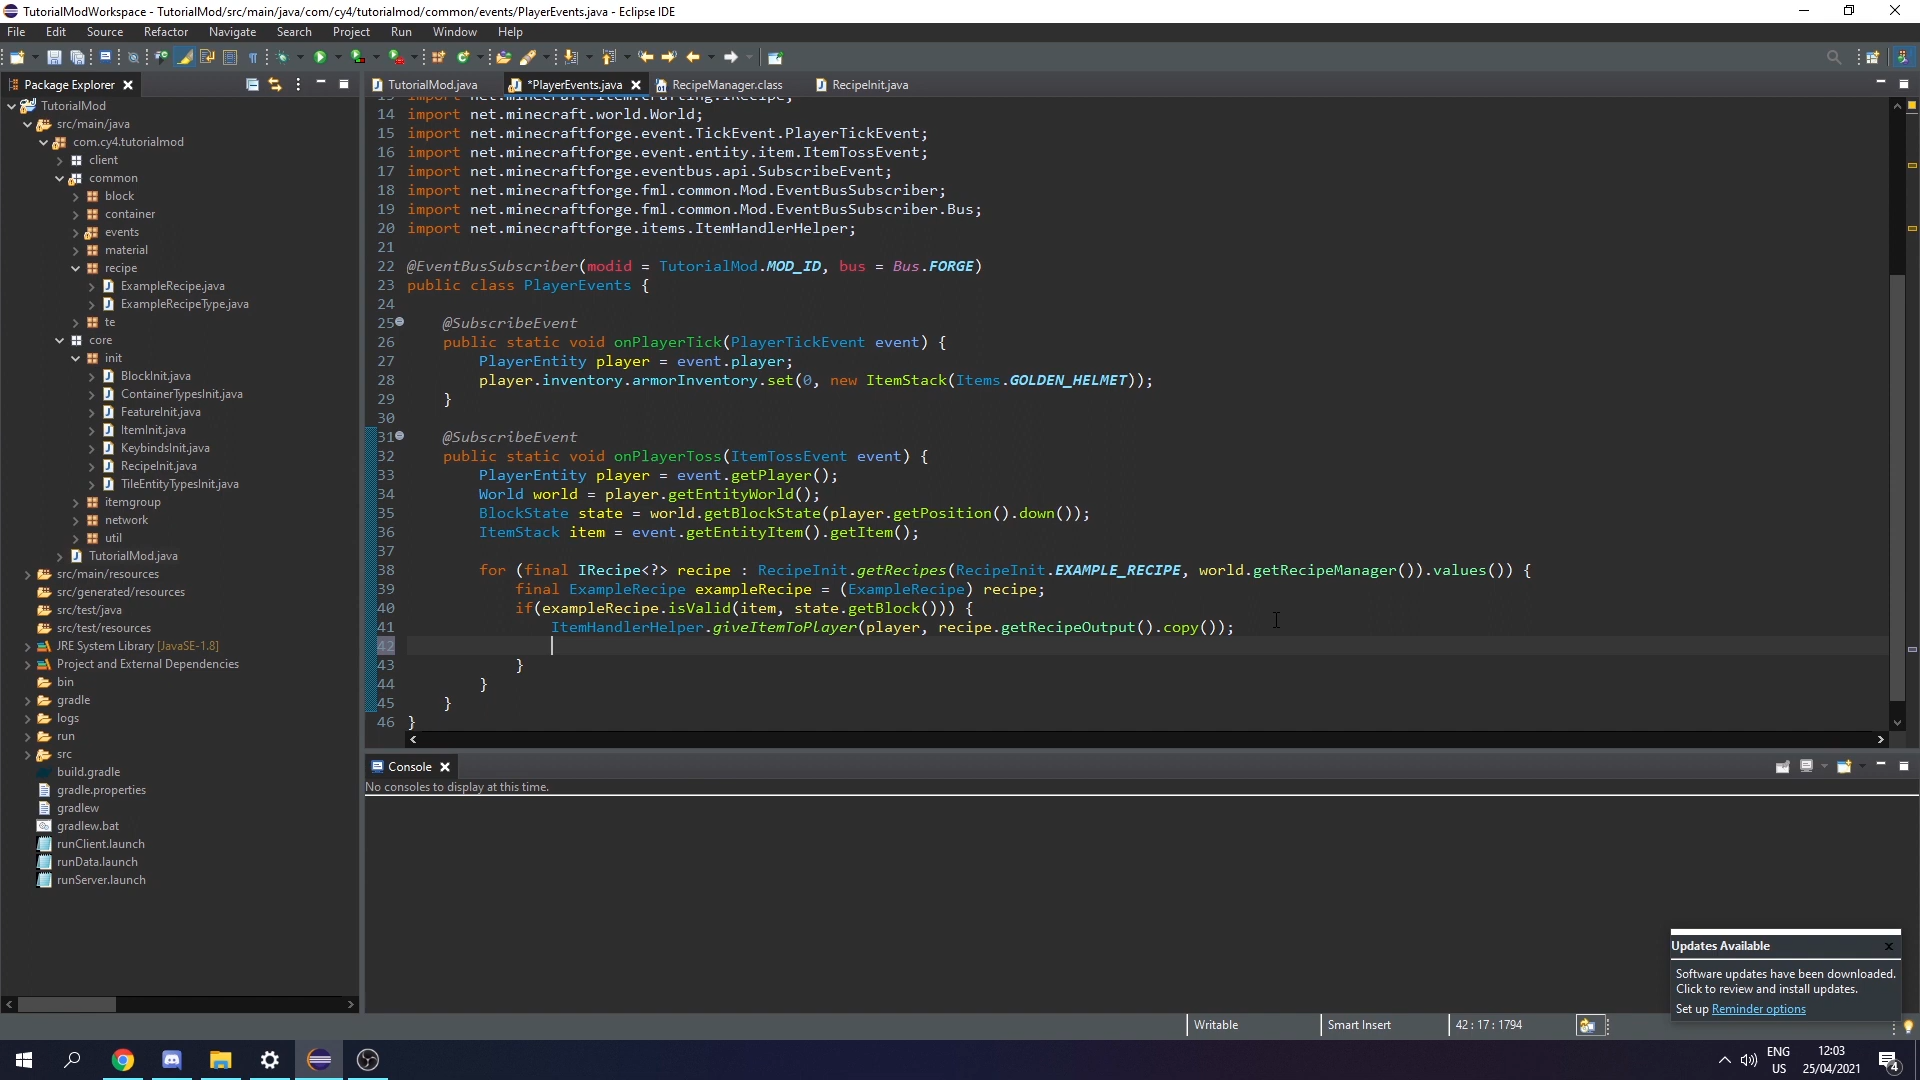 TutorialModWorkspace - TutorialMod/src/main/java/com/cy4/tutorialmod/common/events/PlayerEvents.java - Eclipse IDE
File Edit Source Refactor Navigate Search Project Run Window Help
Package Explorer
TutorialMod
src/main/java
com.cy4.tutorialmod
client
common
block
container
events
material
recipe
ExampleRecipe.java
ExampleRecipeType.java
te
core
init
BlockInit.java
ContainerTypesInit.java
FeatureInit.java
ItemInit.java
KeybindsInit.java
RecipeInit.java
TileEntityTypesInit.java
itemgroup
network
util
TutorialMod.java
src/main/resources
src/generated/resources
src/test/java
src/test/resources
JRE System Library [JavaSE-1.8]
Project and External Dependencies
bin
gradle
logs
run
src
build.gradle
gradle.properties
gradlew
gradlew.bat
runClient.launch
runData.launch
runServer.launch
TutorialMod.java *PlayerEvents.java RecipeManager.class RecipeInit.java
13 import net.minecraft.item.crafting.IRecipe;
14 import net.minecraft.world.World;
15 import net.minecraftforge.event.TickEvent.PlayerTickEvent;
16 import net.minecraftforge.event.entity.item.ItemTossEvent;
17 import net.minecraftforge.eventbus.api.SubscribeEvent;
18 import net.minecraftforge.fml.common.Mod.EventBusSubscriber;
19 import net.minecraftforge.fml.common.Mod.EventBusSubscriber.Bus;
20 import net.minecraftforge.items.ItemHandlerHelper;
21
22 @EventBusSubscriber(modid = TutorialMod.MOD_ID, bus = Bus.FORGE)
23 public class PlayerEvents {
24
25 @SubscribeEvent
26 public static void onPlayerTick(PlayerTickEvent event) {
27 PlayerEntity player = event.player;
28 player.inventory.armorInventory.set(0, new ItemStack(Items.GOLDEN_HELMET));
29 }
30
31 @SubscribeEvent
32 public static void onPlayerToss(ItemTossEvent event) {
33 PlayerEntity player = event.getPlayer();
34 World world = player.getEntityWorld();
35 BlockState state = world.getBlockState(player.getPosition().down());
36 ItemStack item = event.getEntityItem().getItem();
37
38 for (final IRecipe<?> recipe : RecipeInit.getRecipes(RecipeInit.EXAMPLE_RECIPE, world.getRecipeManager()).values()) {
39 final ExampleRecipe exampleRecipe = (ExampleRecipe) recipe;
40 if(exampleRecipe.isValid(item, state.getBlock())) {
41 ItemHandlerHelper.giveItemToPlayer(player, recipe.getRecipeOutput().copy());
42
43 }
44 }
45 }
46 }
Console
No consoles to display at this time.
Updates Available
Software updates have been downloaded.
Click to review and install updates.
Set up Reminder options
Writable Smart Insert 42 : 17 : 1794
ENG
US
12:03
25/04/2021
4